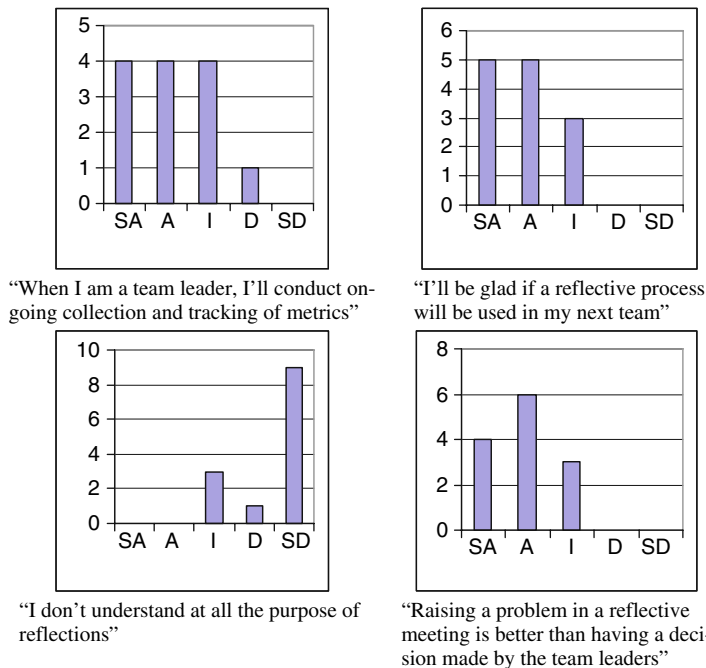 5
4
3
2
1
0
SA A I D SD
“When I am a team leader, I’ll conduct on-
going collection and tracking of metrics”
6
5
4
3
2
1
0
SA A I D SD
“I’ll be glad if a reflective process
will be used in my next team”
10
8
6
4
2
0
SA A I D SD
“I don’t understand at all the purpose of
reflections”
8
6
4
2
0
SA A I D SD
“Raising a problem in a reflective
meeting is better than having a deci-
sion made by the team leaders”